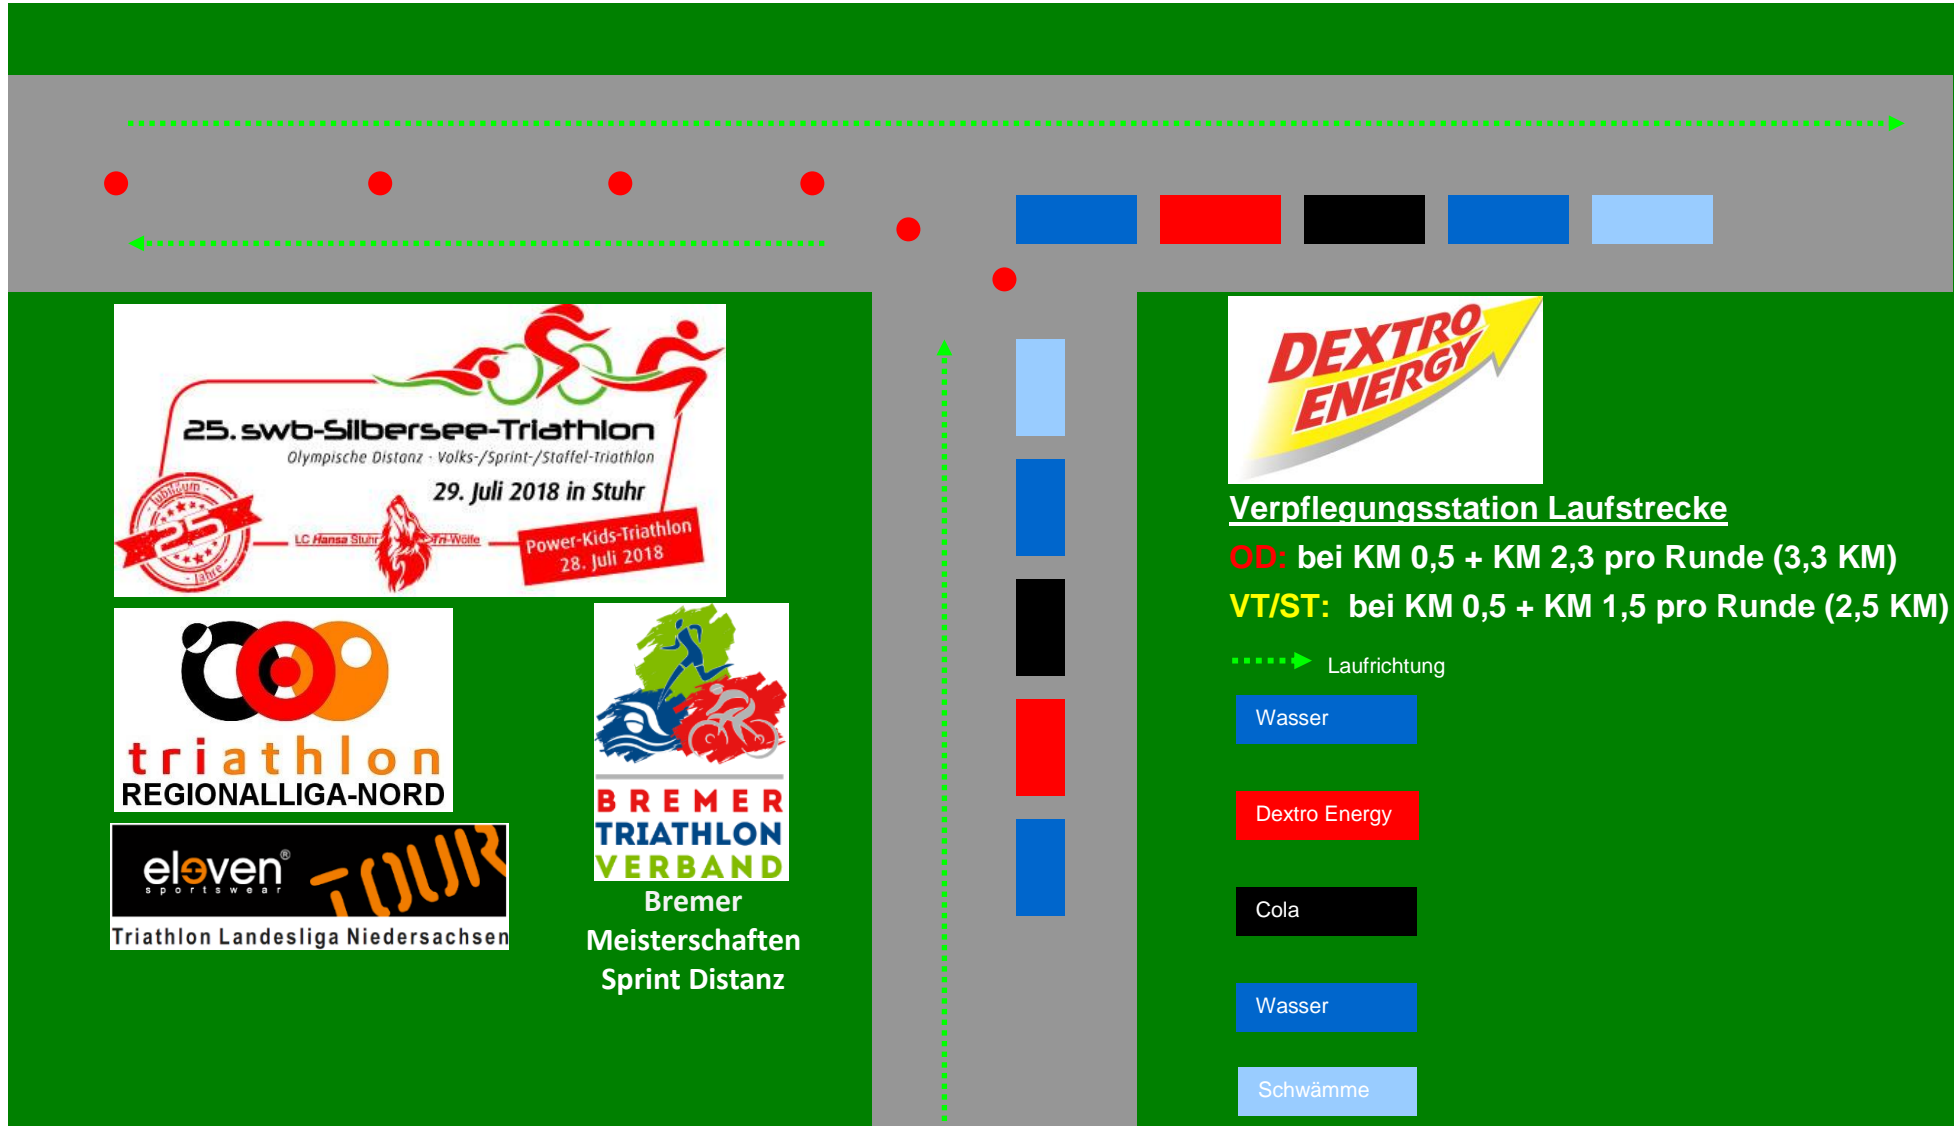 25. swb-Silbersee-Triathlon
Olympische Distanz · Volks-/Sprint-/Staffel-Triathlon
29. Juli 2018 in Stuhr
Jubiläum
25
Jahre
LC Hansa Stuhr
Tri-Wölfe
Power-Kids-Triathlon
28. Juli 2018
triathlon
REGIONALLIGA-NORD
eleven®
sportswear
TOUR
Triathlon Landesliga Niedersachsen
BREMER
TRIATHLON
VERBAND
Bremer
Meisterschaften
Sprint Distanz
DEXTRO
ENERGY
Verpflegungsstation Laufstrecke
OD: bei KM 0,5 + KM 2,3 pro Runde (3,3 KM)
VT/ST: bei KM 0,5 + KM 1,5 pro Runde (2,5 KM)
Laufrichtung
Wasser
Dextro Energy
Cola
Wasser
Schwämme